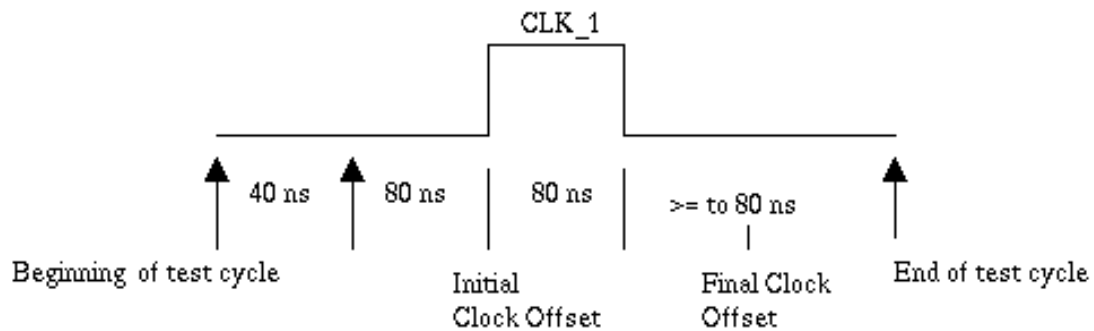 CLK_1
40 ns
80 ns
80 ns
>= to 80 ns
Beginning of test cycle
Initial
Clock Offset
Final Clock
Offset
End of test cycle